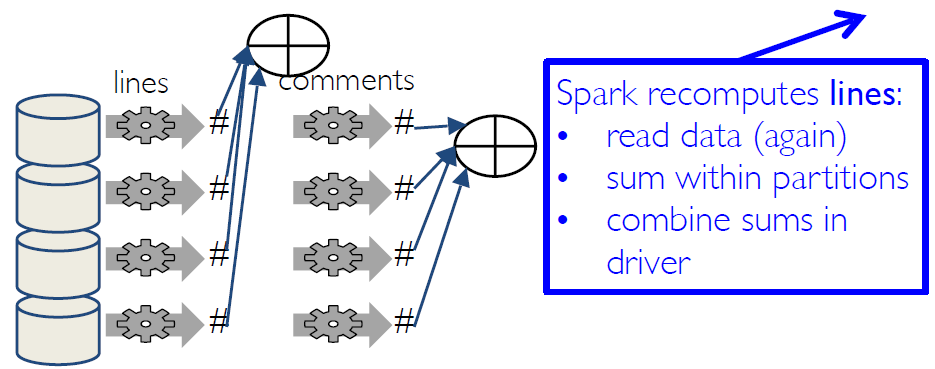 lines
comments
# #
# #
# #
# #
Spark recomputes lines:
• read data (again)
• sum within partitions
• combine sums in
driver